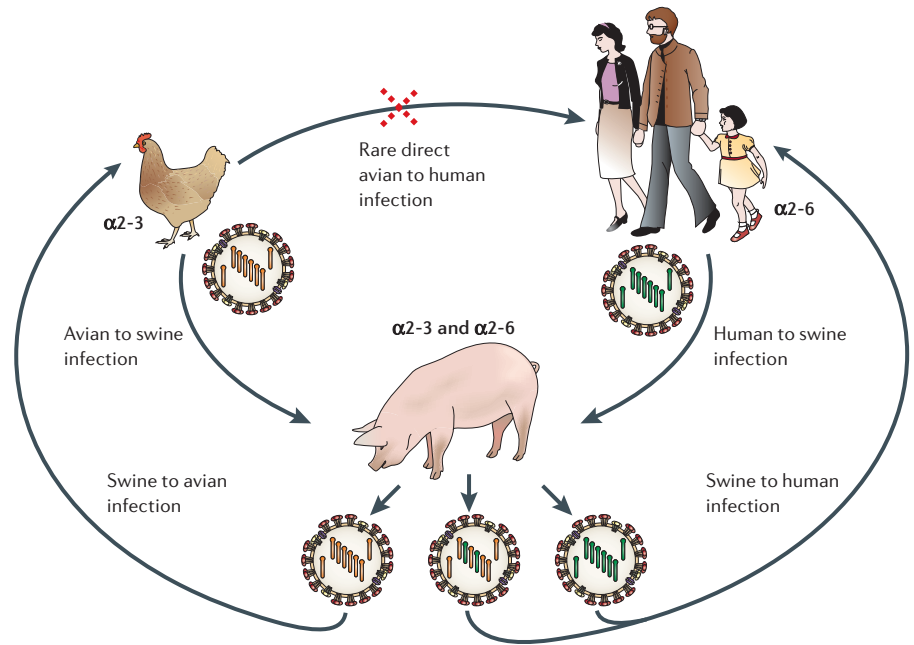 Rare direct
avian to human
infection
α2-3
α2-6
α2-3 and α2-6
Avian to swine
infection
Human to swine
infection
Swine to avian
infection
Swine to human
infection